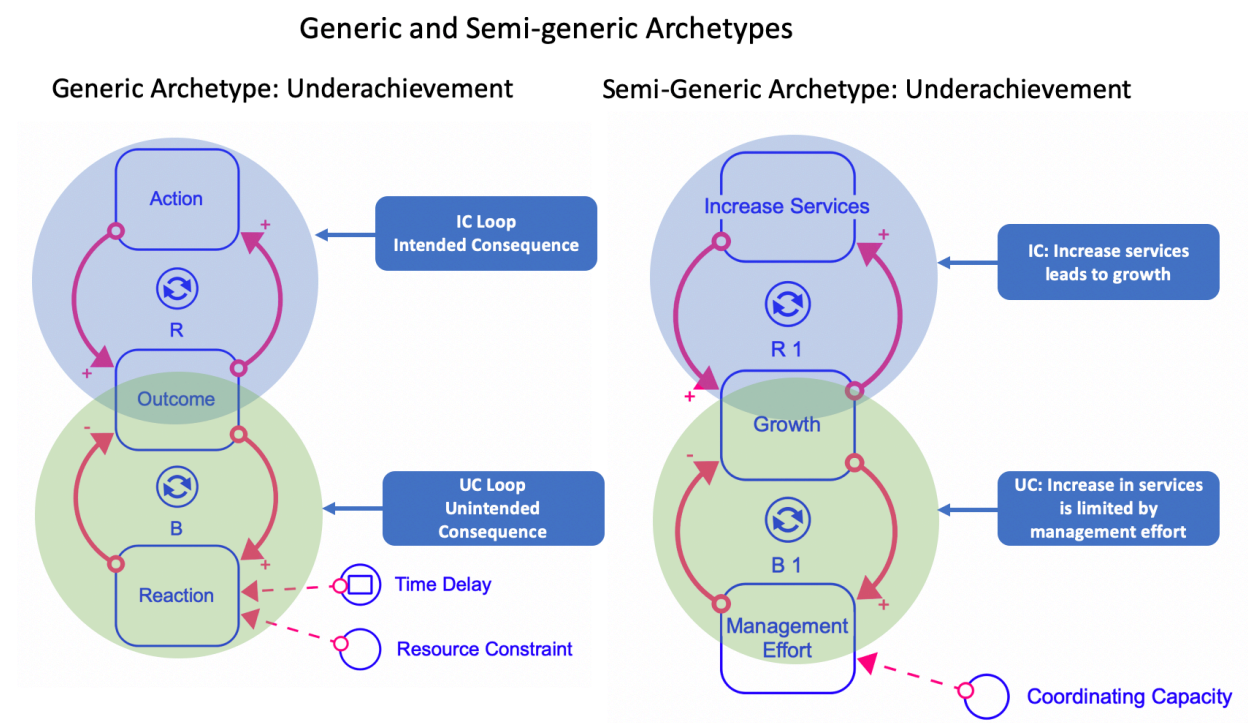 Generic and Semi-generic Archetypes
Generic Archetype: Underachievement
Action
+
IC Loop
Intended Consequence
R
+
Outcome
-
UC Loop
Unintended
Consequence
B
+
Reaction
Time Delay
Resource Constraint
Semi-Generic Archetype: Underachievement
Increase Services
+
IC: Increase services
leads to growth
R 1
+
Growth
-
UC: Increase in services
is limited by
management effort
B 1
+
Management
Effort
Coordinating Capacity